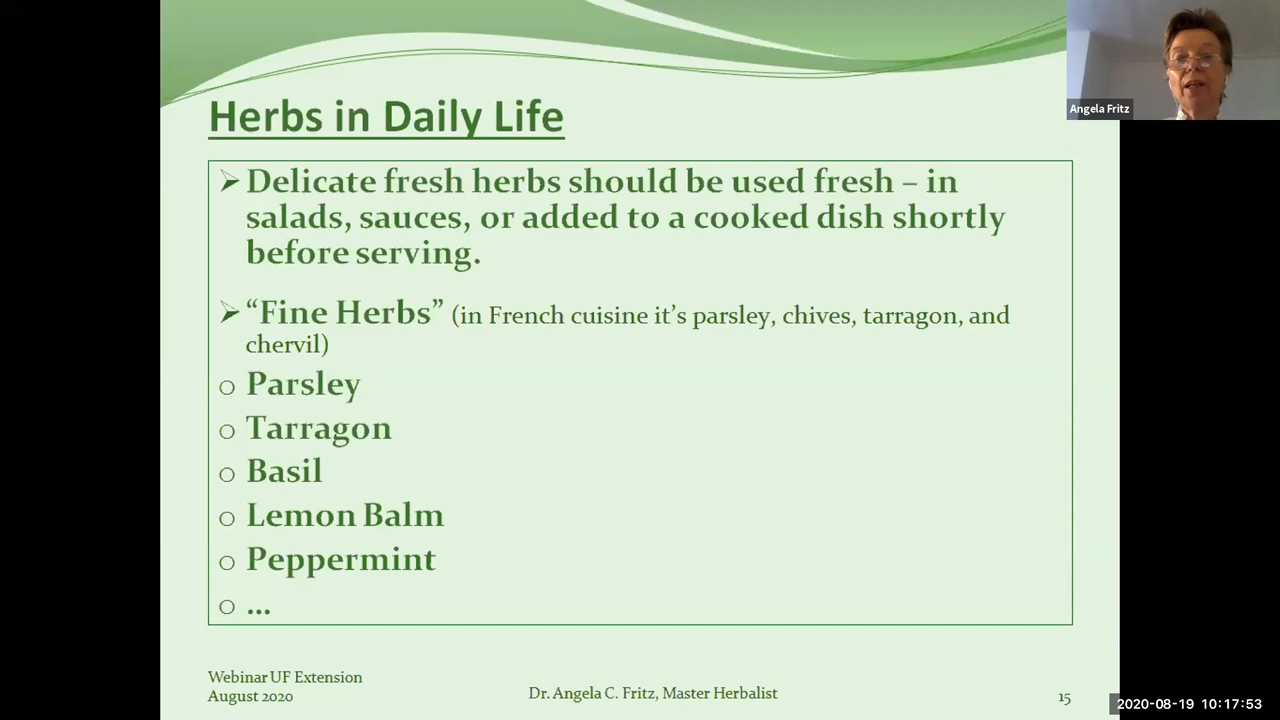 Herbs in Daily Life
Angela Fritz
➢ Delicate fresh herbs should be used fresh – in
salads, sauces, or added to a cooked dish shortly
before serving.
➢ “Fine Herbs” (in French cuisine it’s parsley, chives, tarragon, and
chervil)
o Parsley
o Tarragon
o Basil
o Lemon Balm
o Peppermint
o ...
Webinar UF Extension
August 2020
Dr. Angela C. Fritz, Master Herbalist
15
2020-08-19 10:17:53